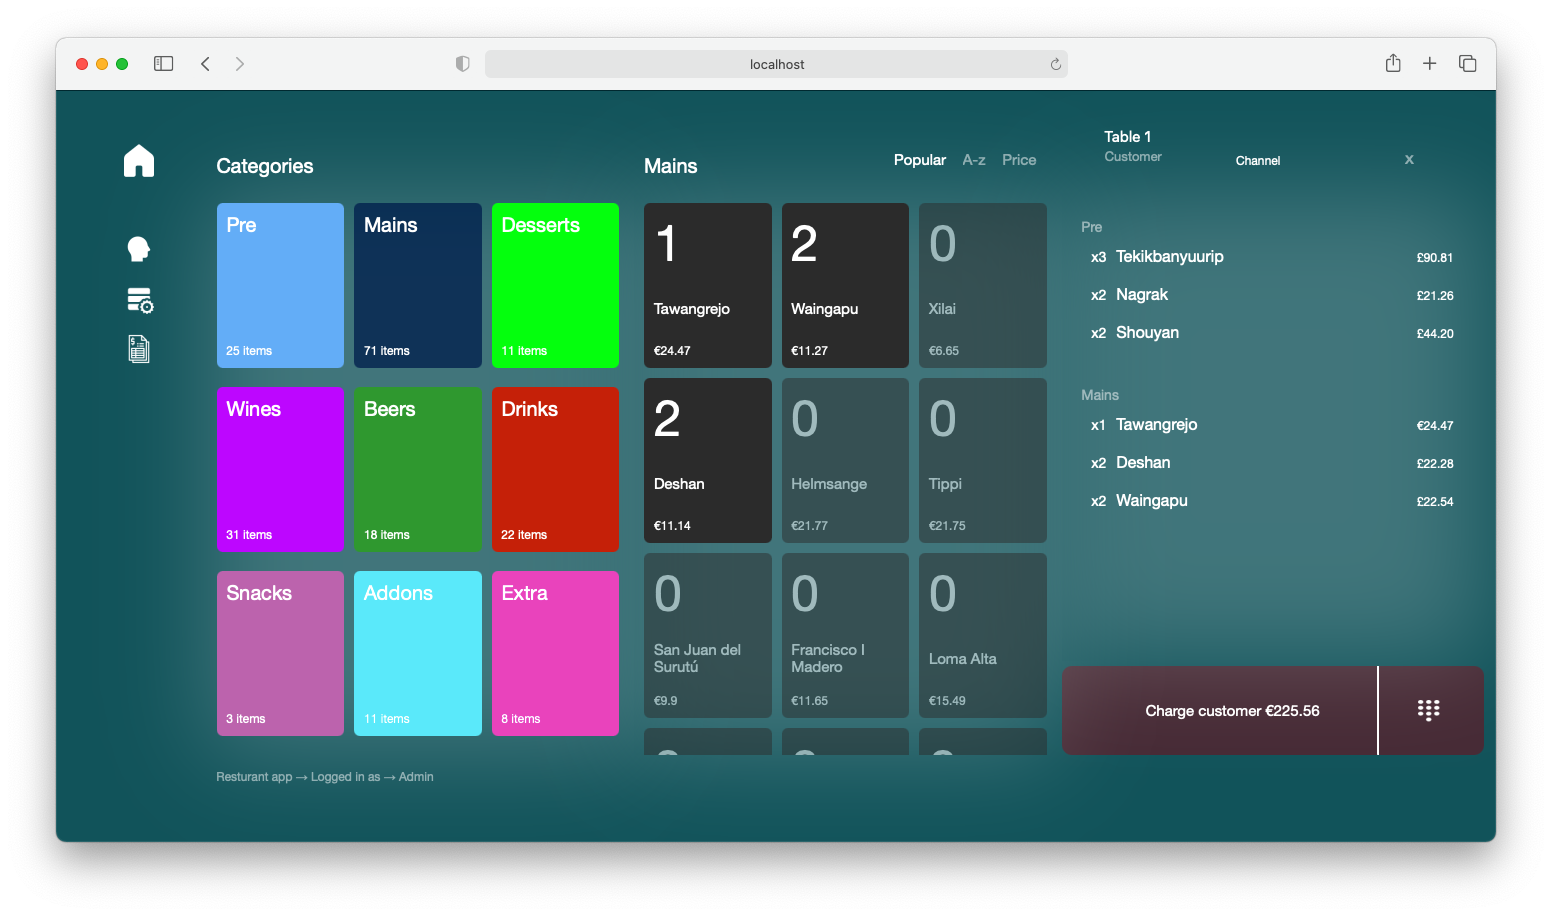 localhost
Categories
Pre
25 items
Mains
71 items
Desserts
11 items
Wines
31 items
Beers
18 items
Drinks
22 items
Snacks
3 items
Addons
11 items
Extra
8 items
Resturant app → Logged in as → Admin
Mains
Popular A-z Price
1
Tawangrejo
€24.47
2
Waingapu
€11.27
0
Xilai
€6.65
2
Deshan
€11.14
0
Helmsange
€21.77
0
Tippi
€21.75
0
San Juan del
Surutú
€9.9
0
Francisco I
Madero
€11.65
0
Loma Alta
€15.49
Table 1
Customer
Channel
x
Pre
x3 Tekikbanyuurip £90.81
x2 Nagrak £21.26
x2 Shouyan £44.20
Mains
x1 Tawangrejo €24.47
x2 Deshan £22.28
x2 Waingapu £22.54
Charge customer €225.56